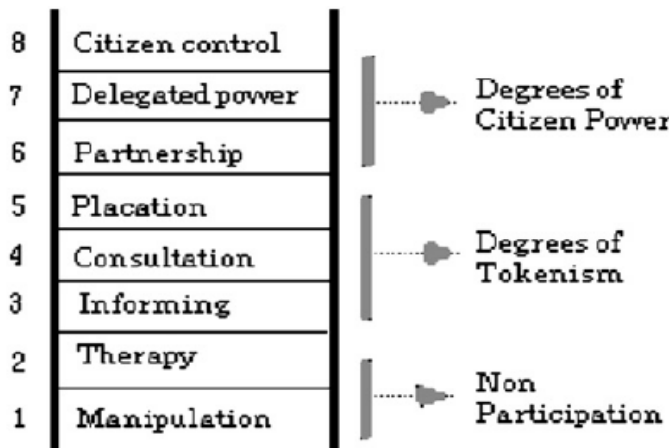 8 Citizen control
7 Delegated power
6 Partnership
5 Placation
4 Consultation
3 Informing
2 Therapy
1 Manipulation
Degrees of
Citizen Power
Degrees of
Tokenism
Non
Participation